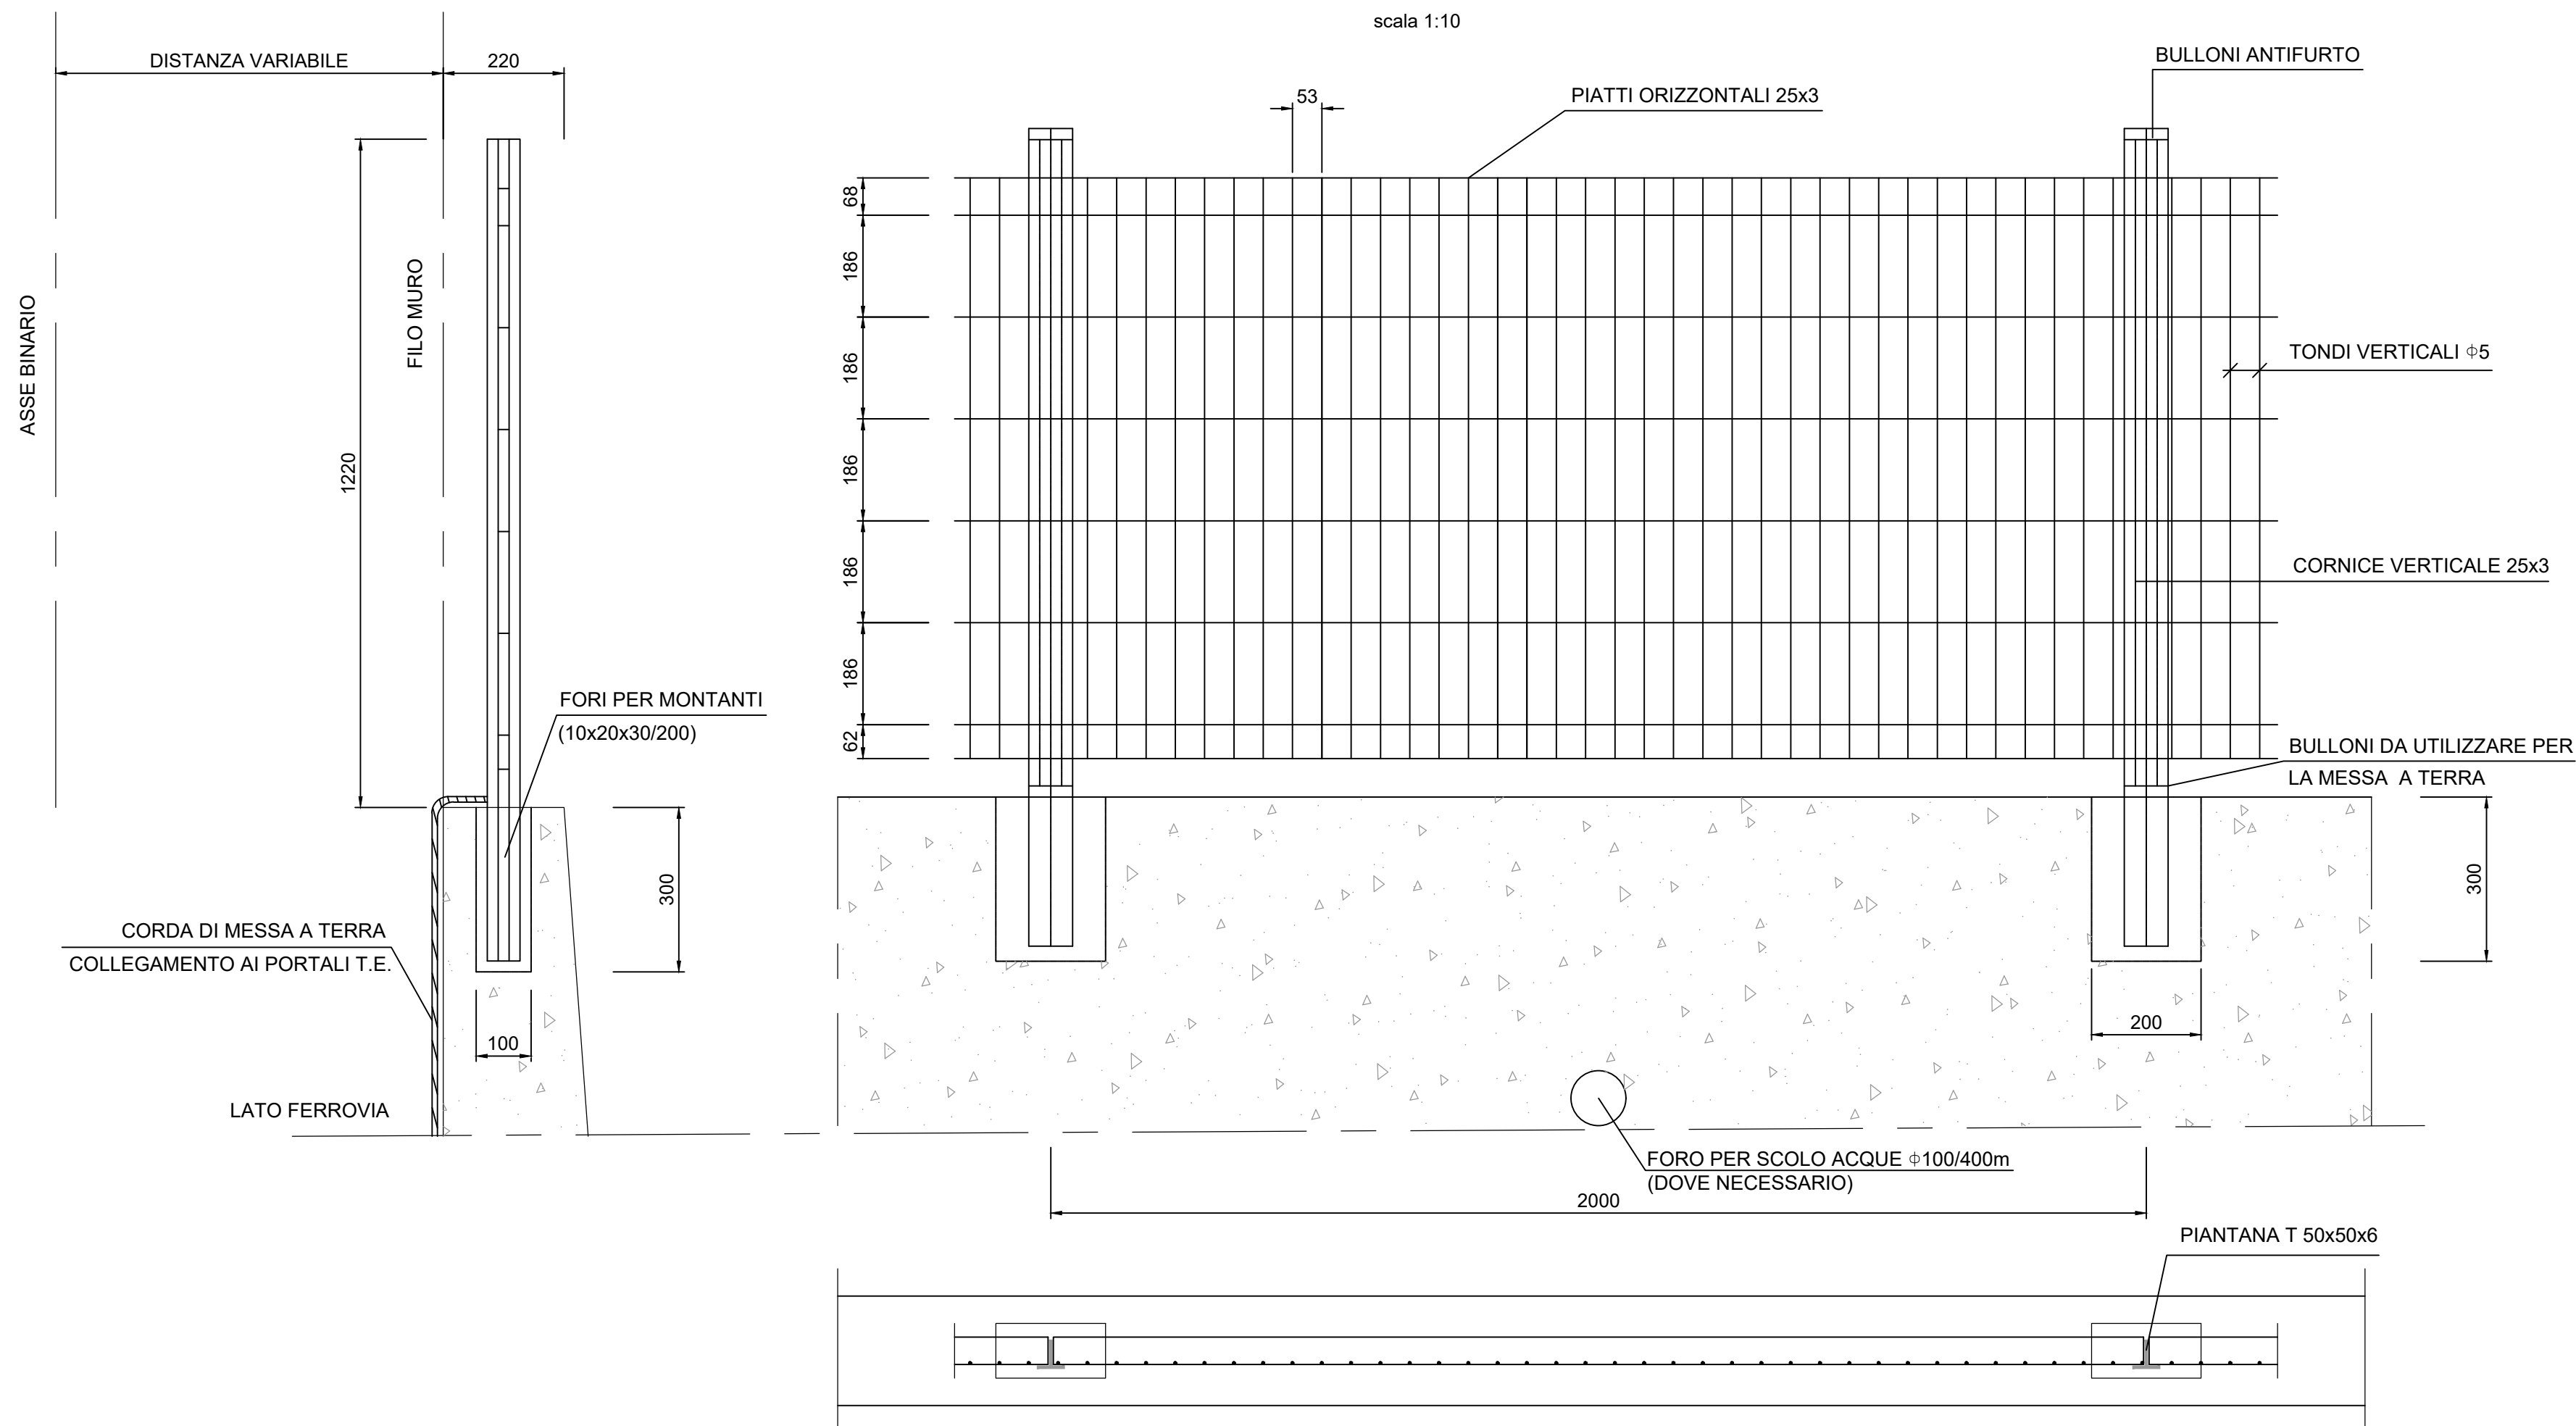 scala 1:10
DISTANZA VARIABILE
220
BULLONI ANTIFURTO
53
PIATTI ORIZZONTALI 25x3
68
186
186
186
186
186
62
ASSE BINARIO
FILO MURO
1220
TONDI VERTICALI ϕ5
CORNICE VERTICALE 25x3
FORI PER MONTANTI
(10x20x30/200)
BULLONI DA UTILIZZARE PER
LA MESSA A TERRA
300
300
CORDA DI MESSA A TERRA
COLLEGAMENTO AI PORTALI T.E.
100
200
LATO FERROVIA
FORO PER SCOLO ACQUE ϕ100/400m
(DOVE NECESSARIO)
2000
PIANTANA T 50x50x6